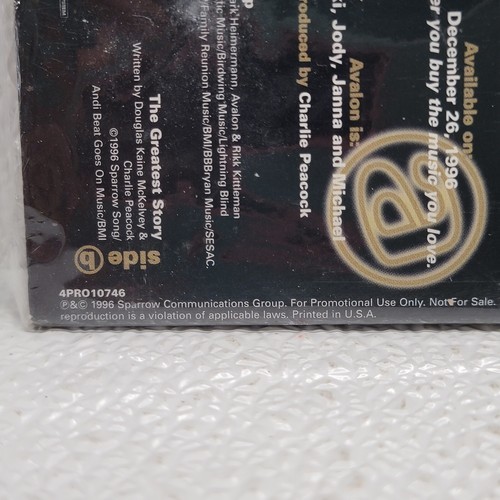 Available on
December 26, 1996
you buy the music you love.
Avalon is:
Jody, Janna and Michael
Produced by Charlie Peacock
Heimermann, Avalon & Rikk Kittleman
Music/Birdwing Music/Lightning Blind
/Family Reunion Music/BMI/BBBryan Music/SESAC.
side b
The Greatest Story
Written by Douglas Kaine McKelvey &
Charlie Peacock
©1996 Sparrow Song/
Andi Beat Goes On Music/BMI
4PRO10746
℗&© 1996 Sparrow Communications Group. For Promotional Use Only. Not For Sale.
reproduction is a violation of applicable laws. Printed in U.S.A.